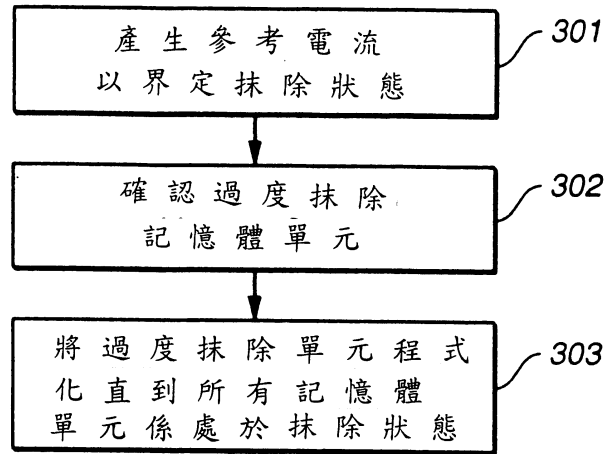 產生參考電流
以界定抹除狀態
301
確認過度抹除
記憶體單元
302
將過度抹除單元程式
化直到所有記憶體
單元係處於抹除狀態
303